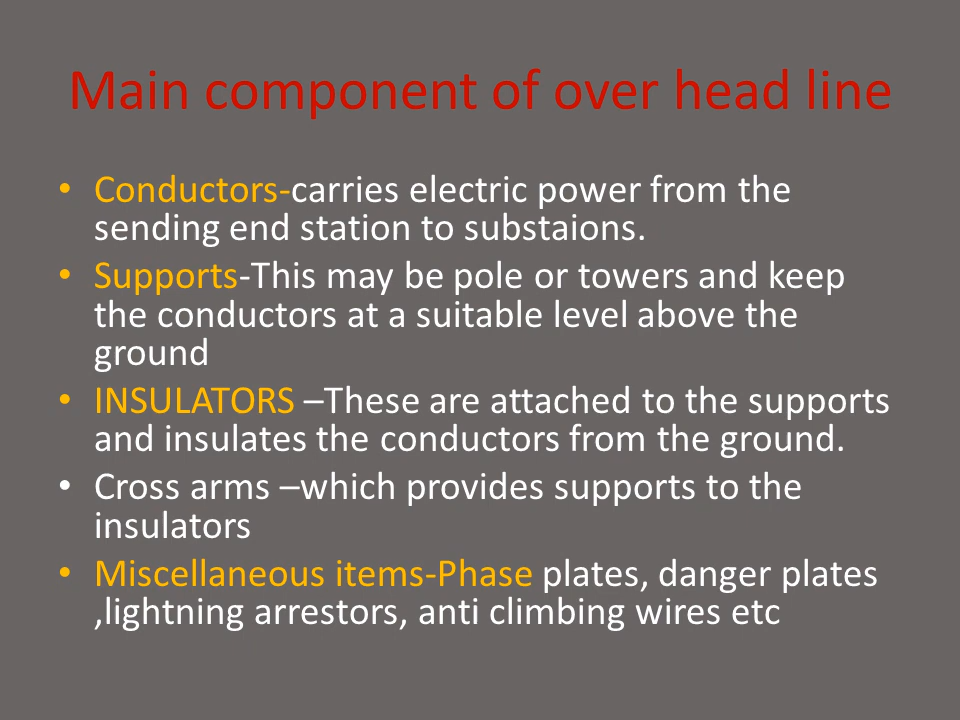 Main component of over head line
• Conductors-carries electric power from the
sending end station to substaions.
• Supports-This may be pole or towers and keep
the conductors at a suitable level above the
ground
• INSULATORS –These are attached to the supports
and insulates the conductors from the ground.
• Cross arms –which provides supports to the
insulators
• Miscellaneous items-Phase plates, danger plates
,lightning arrestors, anti climbing wires etc